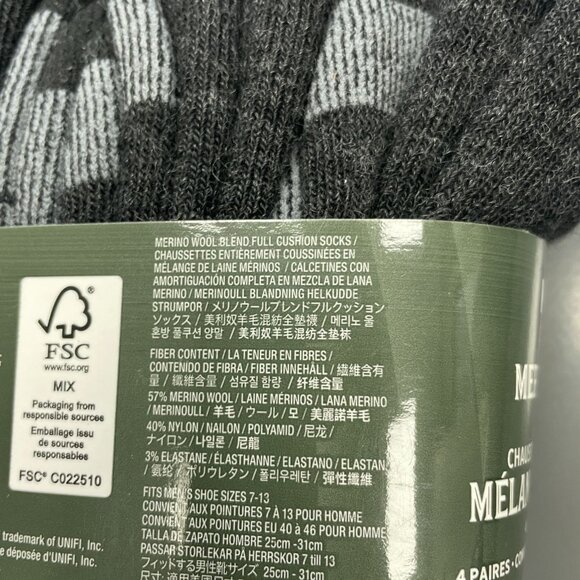 MERINO WOOL BLEND FULL CUSHION SOCKS /
CHAUSSETTES ENTIÈREMENT COUSSINÉES EN
MÉLANGE DE LAINE MÉRINOS / CALCETINES CON
AMORTIGUACIÓN COMPLETA EN MEZCLA DE LANA
MERINO / MERINOULL BLANDNING HELKUDDE
STRUMPOR / メリノウールブレンドフルクッション
ソックス / 美利奴羊毛混紡全墊襪 / 메리노 울
혼방 풀쿠션 양말 / 美利奴羊毛混纺全垫袜
FIBER CONTENT / LA TENEUR EN FIBRES /
CONTENIDO DE FIBRA / FIBER INNEHÅLL / 繊維含有
量 / 纖維含量 / 섬유질 함량 / 纤维含量
57% MERINO WOOL / LAINE MÉRINOS / LANA MERINO /
MERINOULL / 羊毛 / ウール / 모 / 美麗諾羊毛
40% NYLON / NAILON / POLYAMID / 尼龙 /
ナイロン / 나일론 / 尼龍
3% ELASTANE / ÉLASTHANNE / ELASTANO / ELASTAN
/ 氨纶 / ポリウレタン / 폴리우레탄 / 彈性纖維
FITS MEN'S SHOE SIZES 7-13
CONVIENT AUX POINTURES 7 À 13 POUR HOMME
CONVIENT AUX POINTURES EU 40 à 46 POUR HOMME
TALLA DE ZAPATO HOMBRE 25cm - 31cm
PASSAR STORLEKAR PÅ HERRSKOR 7 till 13
フィットする男性靴サイズ 25cm - 31cm
FSC
www.fsc.org
MIX
Packaging from
responsible sources
Emballage issu
de sources
responsables
FSC® C022510
trademark of UNIFI, Inc.
déposée d'UNIFI, Inc.
ME
CHAUS
MÉLAN
4 PAIRES